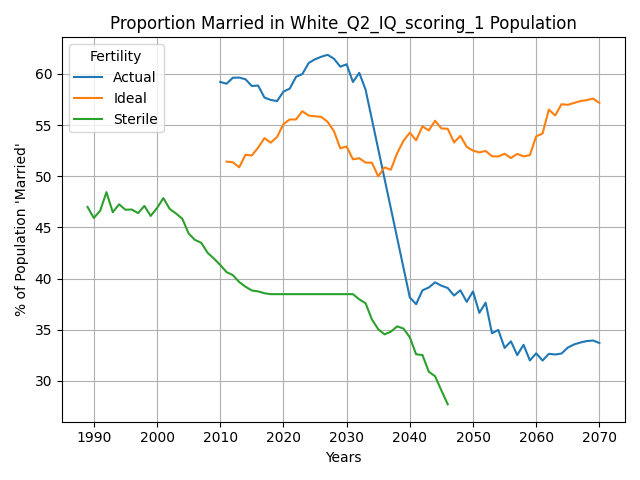 Proportion Married in White_Q2_IQ_scoring_1 Population
Fertility
Actual
Ideal
Sterile
% of Population 'Married'
60
55
50
45
40
35
30
1990
2000
2010
2020
2030
2040
2050
2060
2070
Years